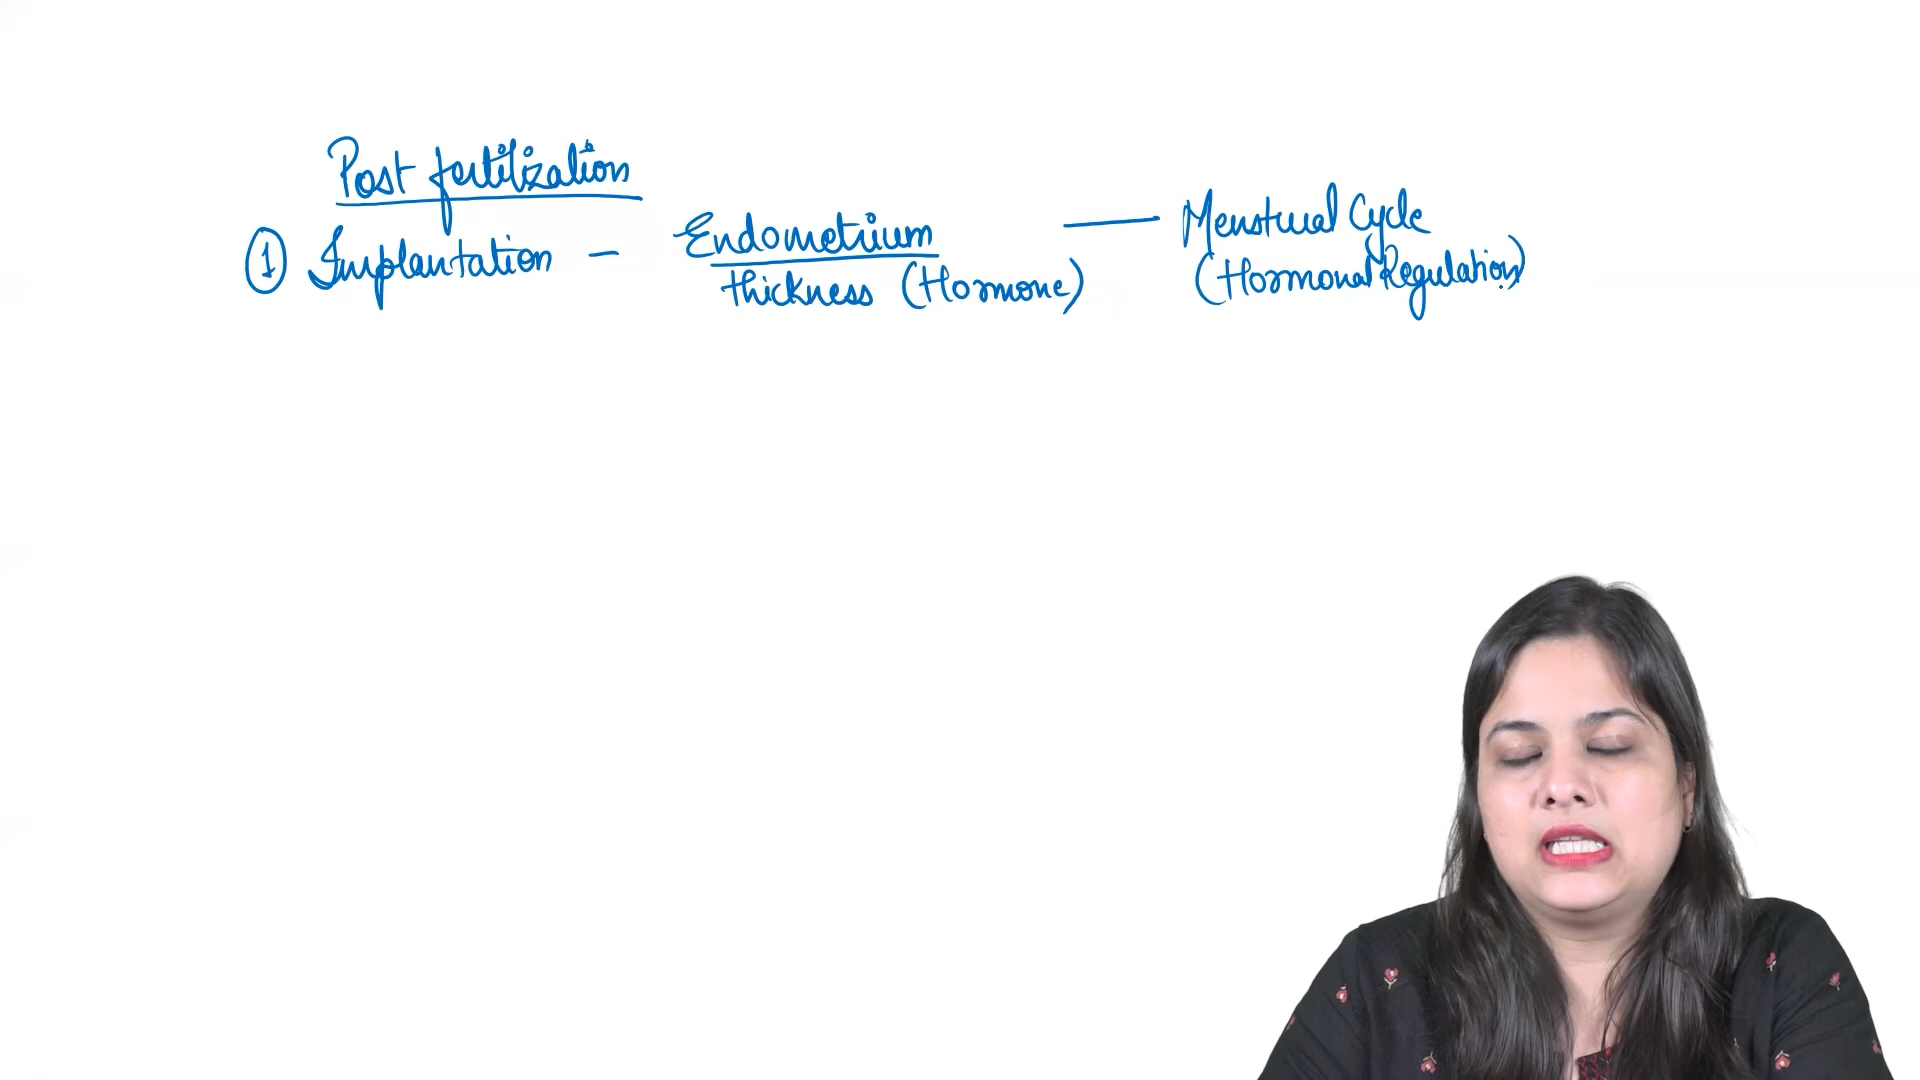 Post fertilization
① Implantation – Endometrium — Menstrual Cycle
thickness (Hormone) (Hormonal Regulation)